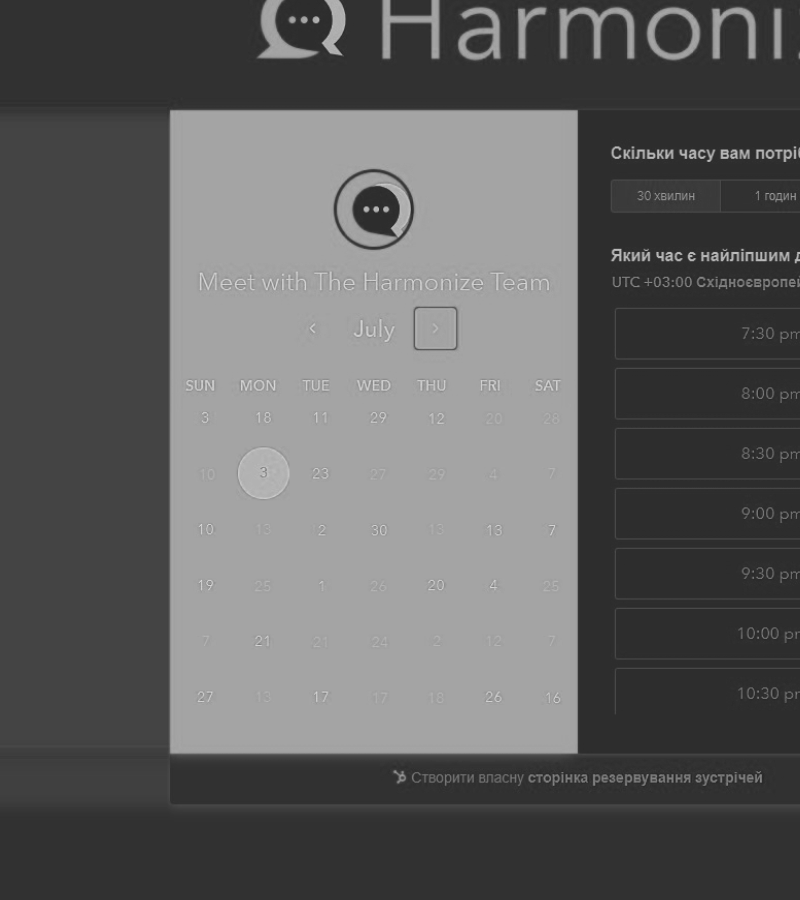 Harmoniz
Meet with The Harmonize Team
‹ July ›
SUN MON TUE WED THU FRI SAT
3 18 11 29 12 20 28
10 3 23 27 29 4 7
10 13 2 30 13 13 7
19 25 1 26 20 4 25
7 21 21 24 2 12 7
27 13 17 17 18 26 16
Скільки часу вам потріб
30 хвилин 1 годин
Який час є найліпшим д
UTC +03:00 Східноєвропей
7:30 pm
8:00 pm
8:30 pm
9:00 pm
9:30 pm
10:00 pm
10:30 pm
Створити власну сторінка резервування зустрічей